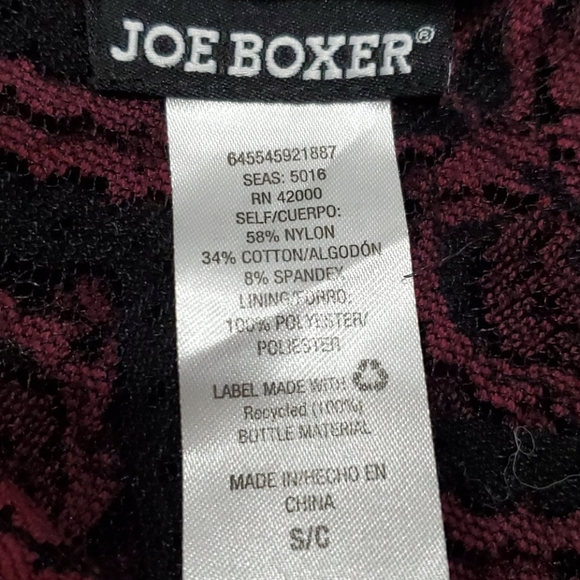 JOE BOXER®
645545921887
SEAS: 5016
RN 42000
SELF/CUERPO:
58% NYLON
34% COTTON/ALGODÓN
8% SPANDEX
LINING/FORRO:
100% POLYESTER/
POLIESTER
LABEL MADE WITH
Recycled (100%)
BOTTLE MATERIAL
MADE IN/HECHO EN
CHINA
S/C